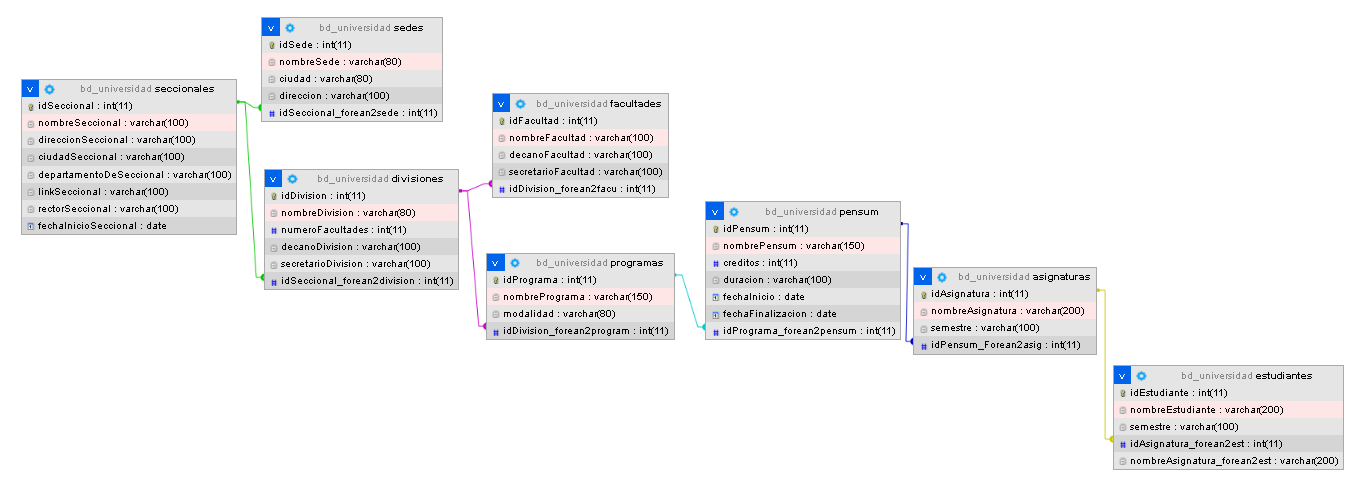 v bd_universidad seccionales
idSeccional : int(11)
nombreSeccional : varchar(100)
direccionSeccional : varchar(100)
ciudadSeccional : varchar(100)
departamentoDeSeccional : varchar(100)
linkSeccional : varchar(100)
rectorSeccional : varchar(100)
fechaInicioSeccional : date
v bd_universidad sedes
idSede : int(11)
nombreSede : varchar(80)
ciudad : varchar(80)
direccion : varchar(100)
# idSeccional_forean2sede : int(11)
v bd_universidad divisiones
idDivision : int(11)
nombreDivision : varchar(80)
# numeroFacultades : int(11)
decanoDivision : varchar(100)
secretarioDivision : varchar(100)
# idSeccional_forean2division : int(11)
v bd_universidad facultades
idFacultad : int(11)
nombreFacultad : varchar(100)
decanoFacultad : varchar(100)
secretarioFacultad : varchar(100)
# idDivision_forean2facu : int(11)
v bd_universidad programas
idPrograma : int(11)
nombrePrograma : varchar(150)
modalidad : varchar(80)
# idDivision_forean2program : int(11)
v bd_universidad pensum
idPensum : int(11)
nombrePensum : varchar(150)
# creditos : int(11)
duracion : varchar(100)
fechaInicio : date
fechaFinalizacion : date
# idPrograma_forean2pensum : int(11)
v bd_universidad asignaturas
idAsignatura : int(11)
nombreAsignatura : varchar(200)
semestre : varchar(100)
# idPensum_Forean2asig : int(11)
v bd_universidad estudiantes
idEstudiante : int(11)
nombreEstudiante : varchar(200)
semestre : varchar(100)
# idAsignatura_forean2est : int(11)
nombreAsignatura_forean2est : varchar(200)